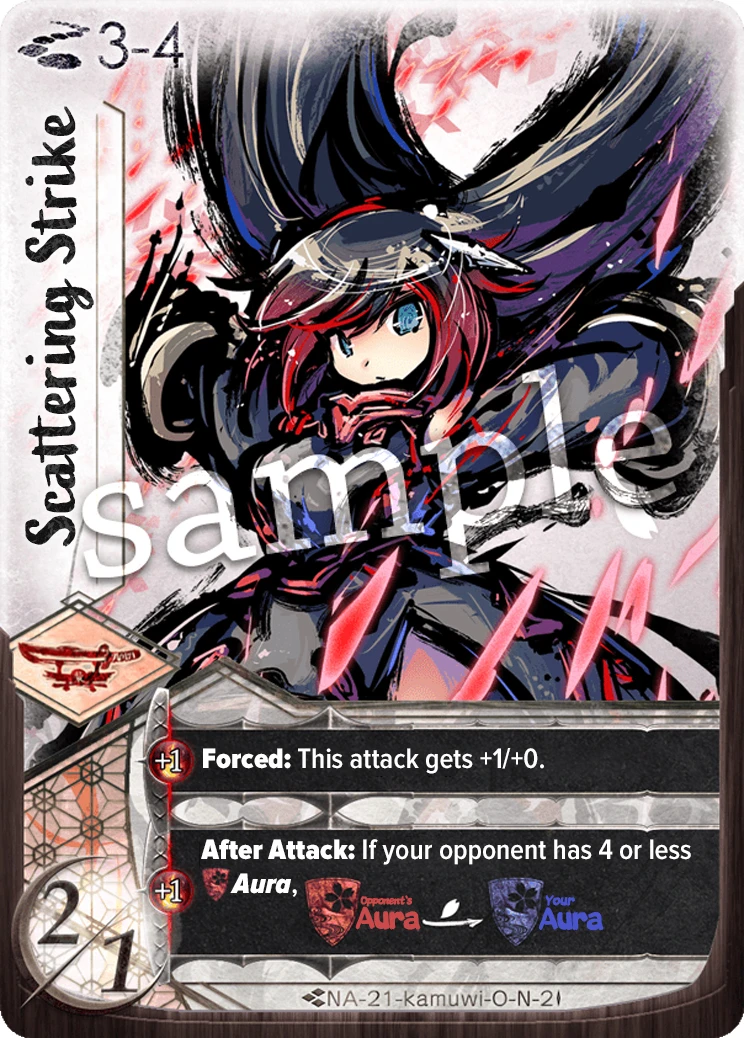 3-4
Scattering Strike
sample
+1
Forced: This attack gets +1/+0.
+1
After Attack: If your opponent has 4 or less
Aura, Opponent's Aura Your Aura
2/1
NA-21-kamuwi-O-N-2